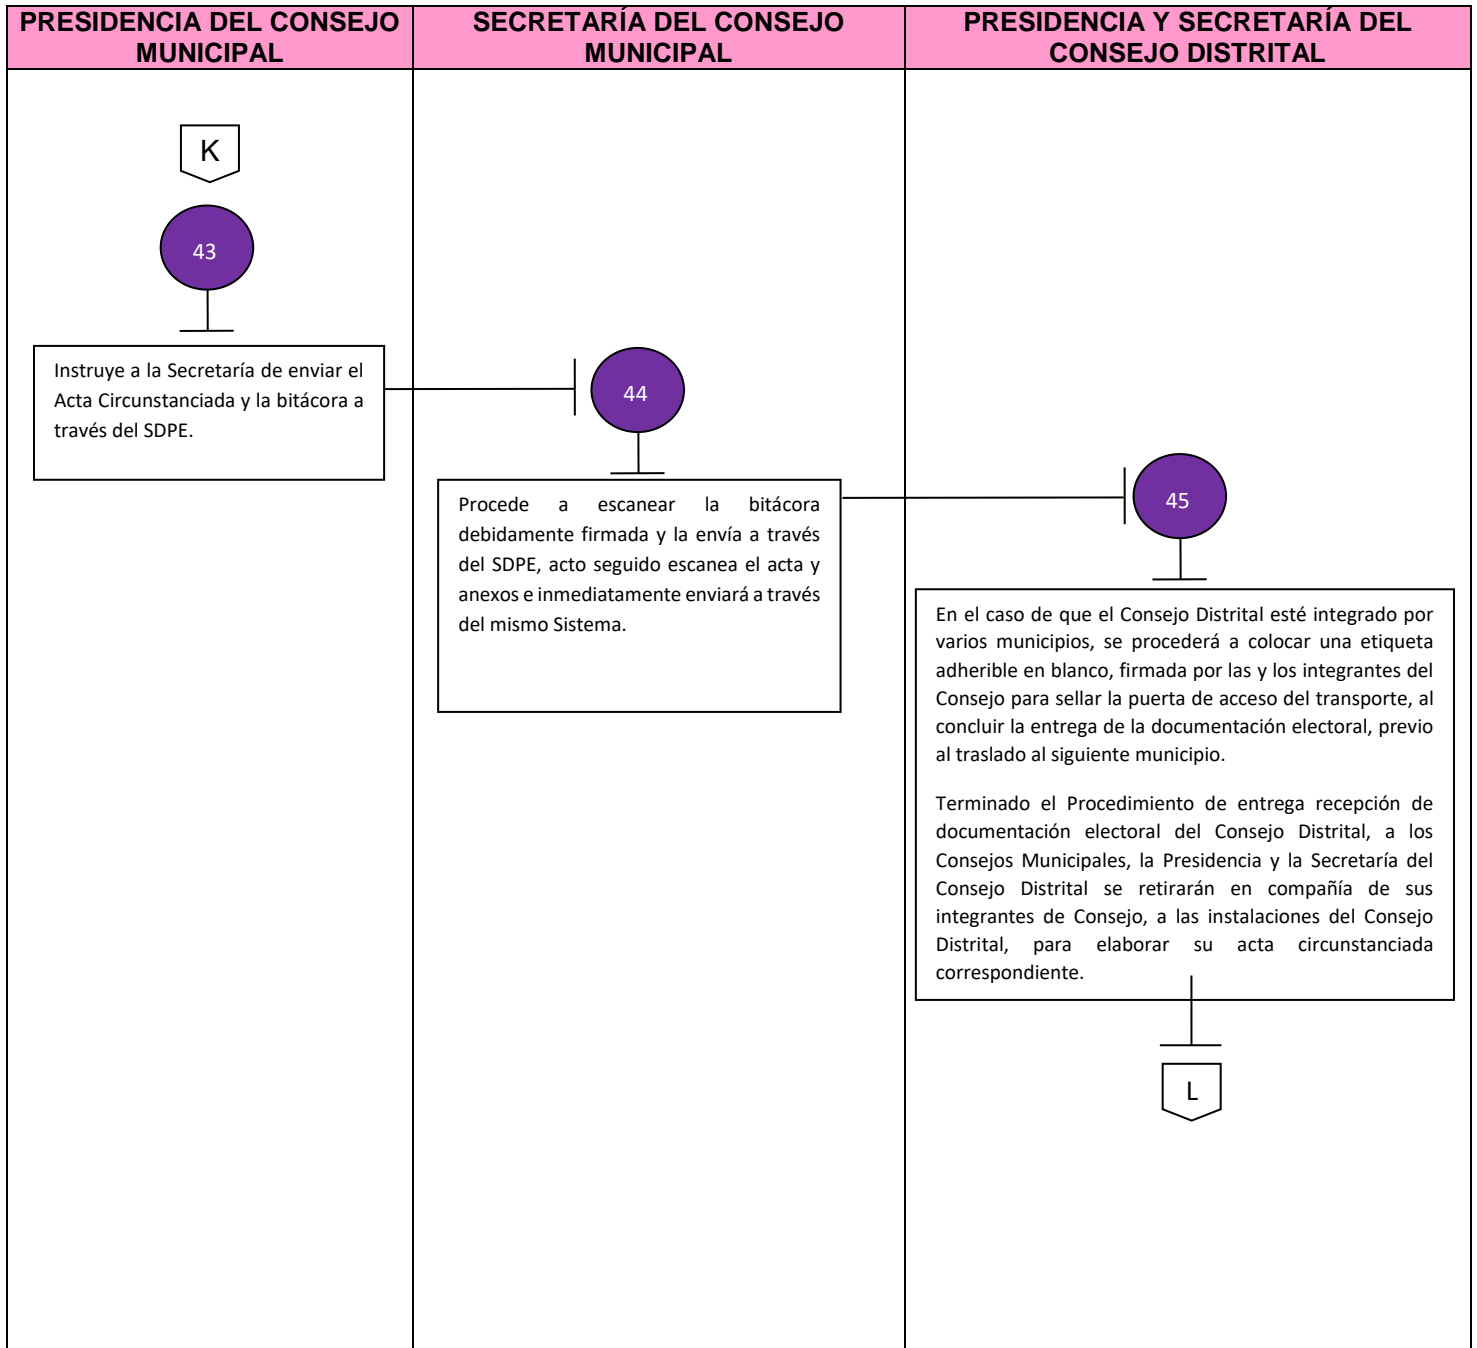 PRESIDENCIA DEL CONSEJO
MUNICIPAL
SECRETARÍA DEL CONSEJO
MUNICIPAL
PRESIDENCIA Y SECRETARÍA DEL
CONSEJO DISTRITAL
K
43
Instruye a la Secretaría de enviar el
Acta Circunstanciada y la bitácora a
través del SDPE.
44
Procede a escanear la bitácora
debidamente firmada y la envía a través
del SDPE, acto seguido escanea el acta y
anexos e inmediatamente enviará a través
del mismo Sistema.
45
En el caso de que el Consejo Distrital esté integrado por
varios municipios, se procederá a colocar una etiqueta
adherible en blanco, firmada por las y los integrantes del
Consejo para sellar la puerta de acceso del transporte, al
concluir la entrega de la documentación electoral, previo
al traslado al siguiente municipio.
Terminado el Procedimiento de entrega recepción de
documentación electoral del Consejo Distrital, a los
Consejos Municipales, la Presidencia y la Secretaría del
Consejo Distrital se retirarán en compañía de sus
integrantes de Consejo, a las instalaciones del Consejo
Distrital, para elaborar su acta circunstanciada
correspondiente.
L